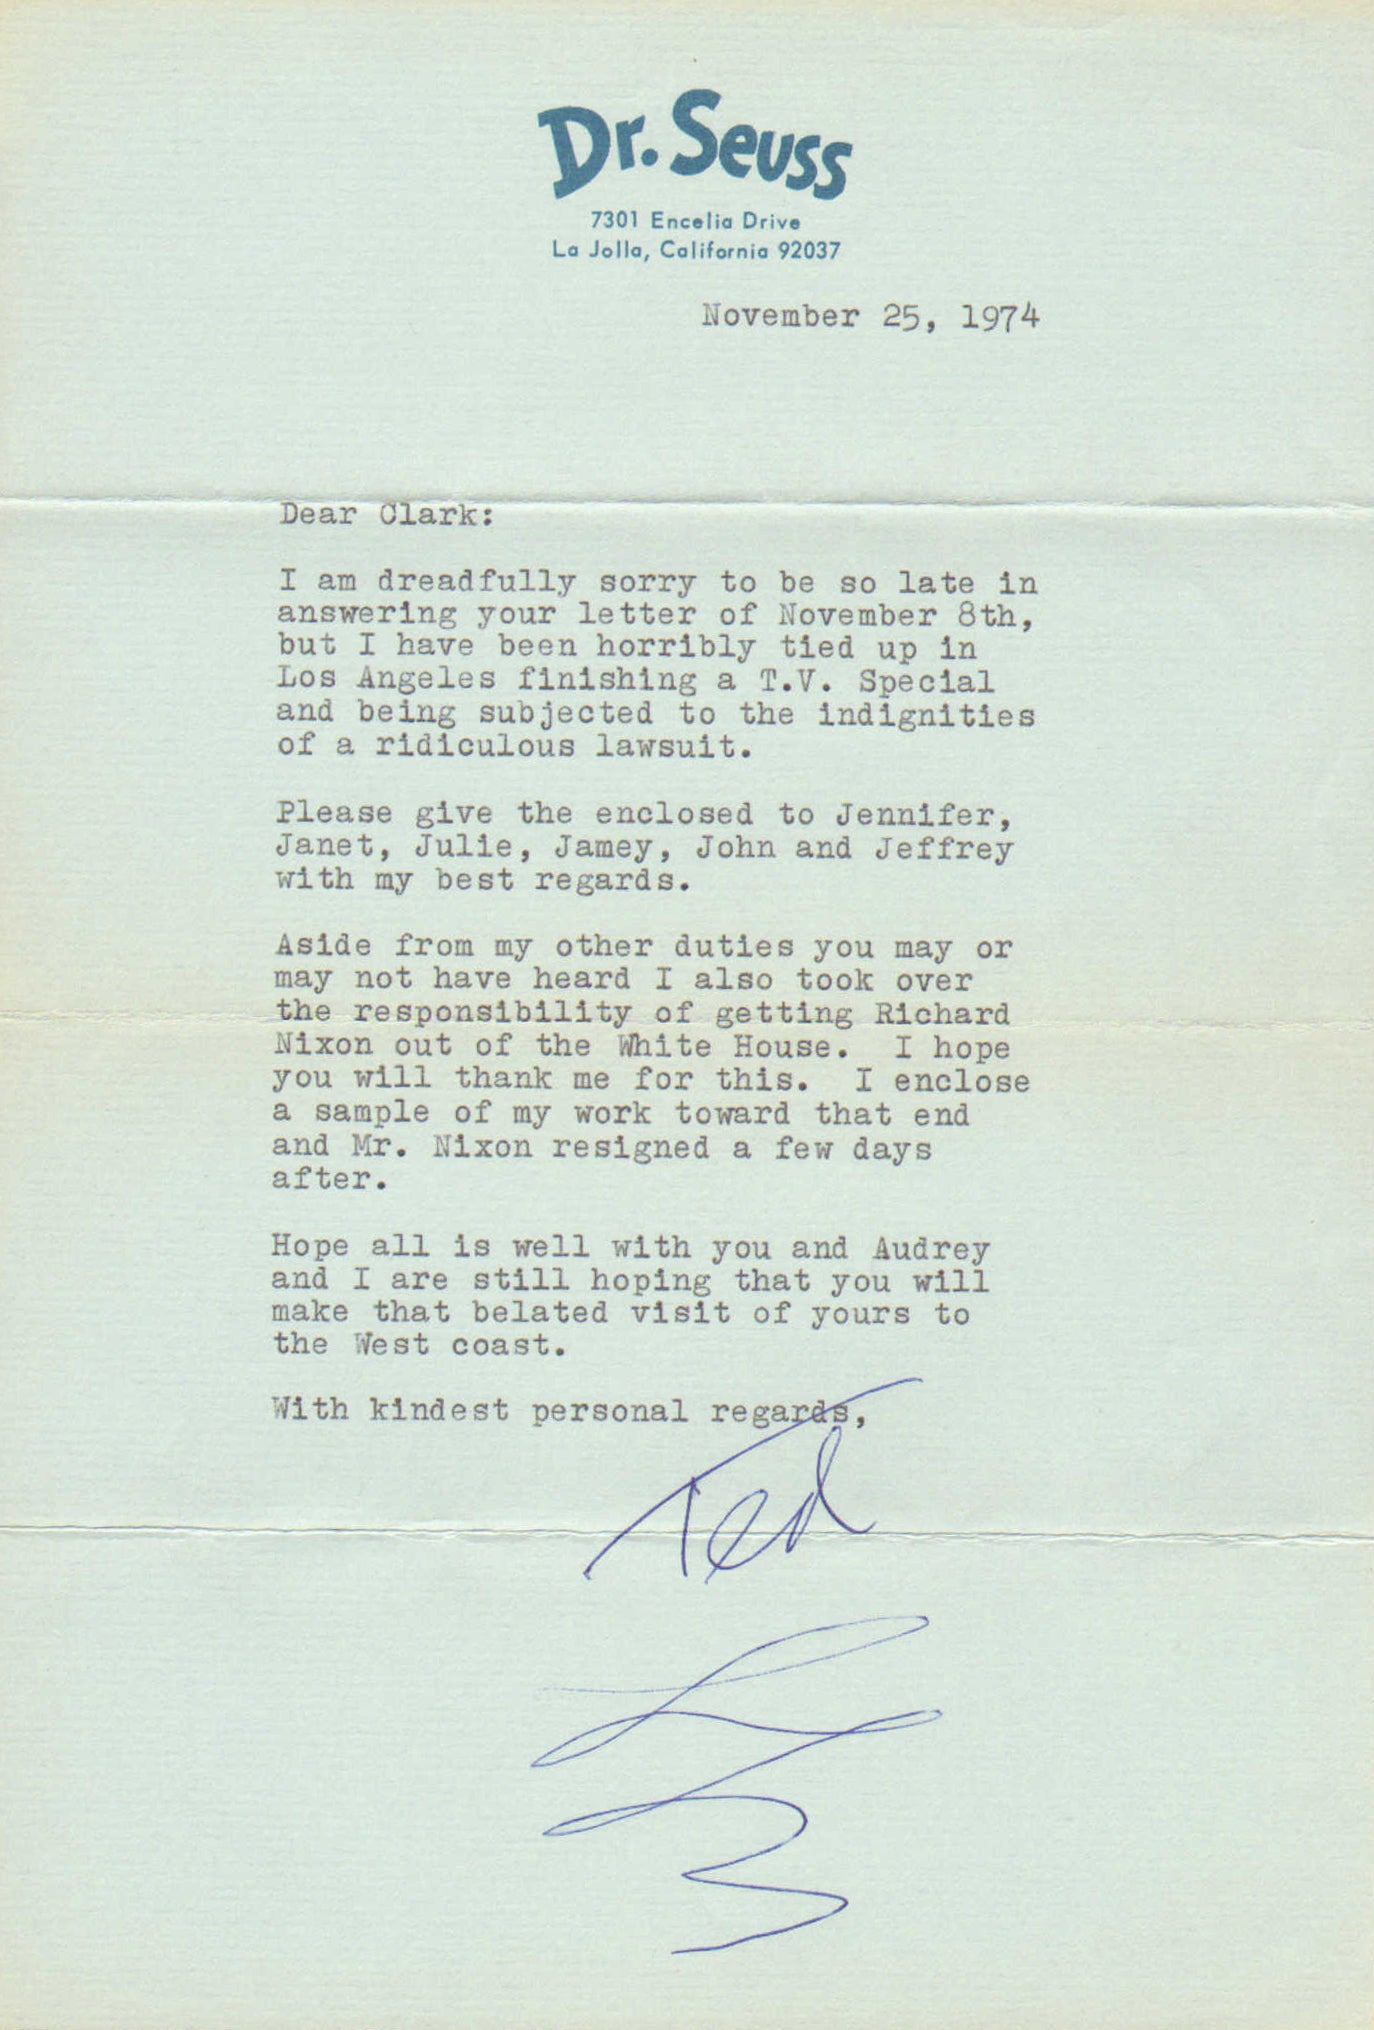 Dr. Seuss
7301 Encelia Drive
La Jolla, California 92037
November 25, 1974
Dear Clark:
I am dreadfully sorry to be so late in
answering your letter of November 8th,
but I have been horribly tied up in
Los Angeles finishing a T.V. Special
and being subjected to the indignities
of a ridiculous lawsuit.
Please give the enclosed to Jennifer,
Janet, Julie, Jamey, John and Jeffrey
with my best regards.
Aside from my other duties you may or
may not have heard I also took over
the responsibility of getting Richard
Nixon out of the White House. I hope
you will thank me for this. I enclose
a sample of my work toward that end
and Mr. Nixon resigned a few days
after.
Hope all is well with you and Audrey
and I are still hoping that you will
make that belated visit of yours to
the West coast.
With kindest personal regards,
Ted